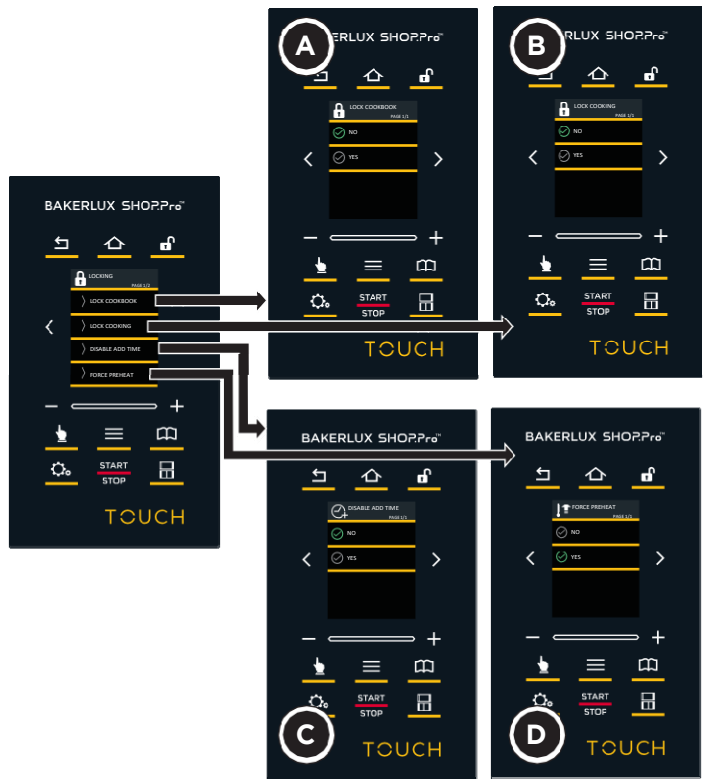 BAKERLUX SHOP.Pro™
LOCKING
PAGE 1/2
LOCK COOKBOOK
LOCK COOKING
DISABLE ADD TIME
FORCE PREHEAT
START
STOP
TOUCH
A
ERLUX SHOP.Pro™
LOCK COOKBOOK
PAGE 1/1
NO
YES
START
STOP
TOUCH
B
RLUX SHOP.Pro™
LOCK COOKING
PAGE 1/1
NO
YES
START
STOP
TOUCH
BAKERLUX SHOP.Pro™
DISABLE ADD TIME
PAGE 1/1
NO
YES
START
STOP
C
TOUCH
BAKERLUX SHOP.Pro™
FORCE PREHEAT
PAGE 1/1
NO
YES
START
STOP
D
TOUCH